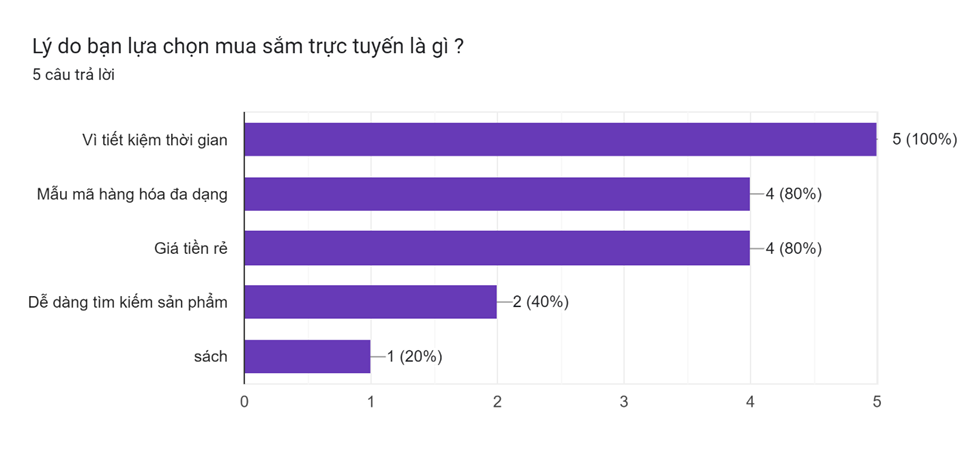 Lý do bạn lựa chọn mua sắm trực tuyến là gì ?
5 câu trả lời
Vì tiết kiệm thời gian
5 (100%)
Mẫu mã hàng hóa đa dạng
4 (80%)
Giá tiền rẻ
4 (80%)
Dễ dàng tìm kiếm sản phẩm
2 (40%)
sách
1 (20%)
0 1 2 3 4 5